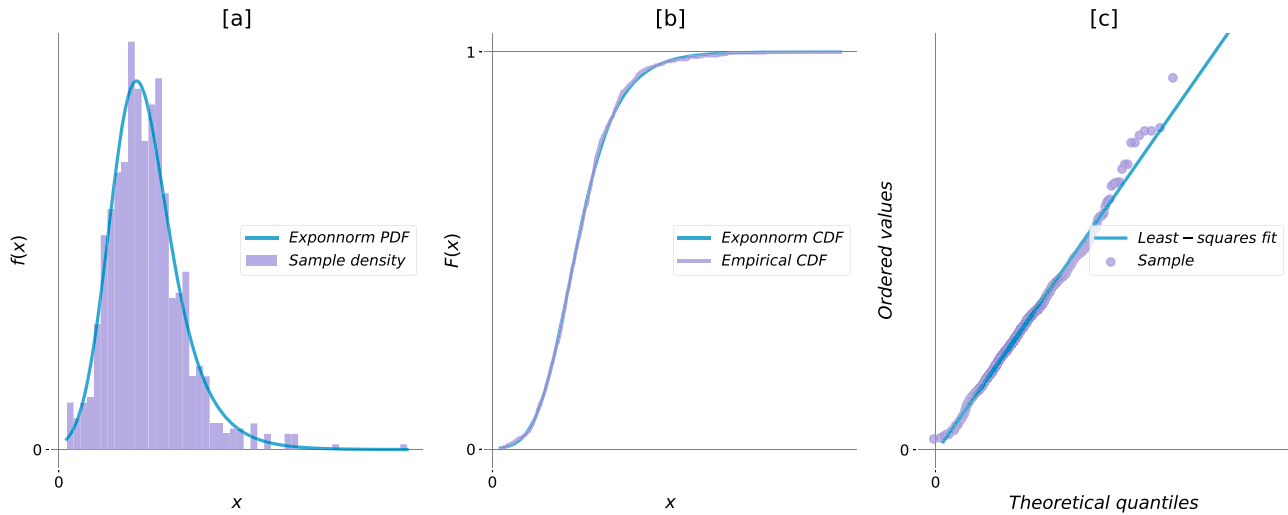 [a]
f(x)
0
0
x
Exponnorm PDF
Sample density
[b]
F(x)
1
0
0
x
Exponnorm CDF
Empirical CDF
[c]
Ordered values
0
0
Theoretical quantiles
Least − squares fit
Sample